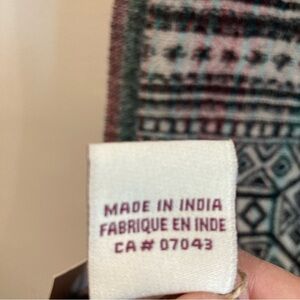 MADE IN INDIA
FABRIQUE EN INDE
CA # 07043